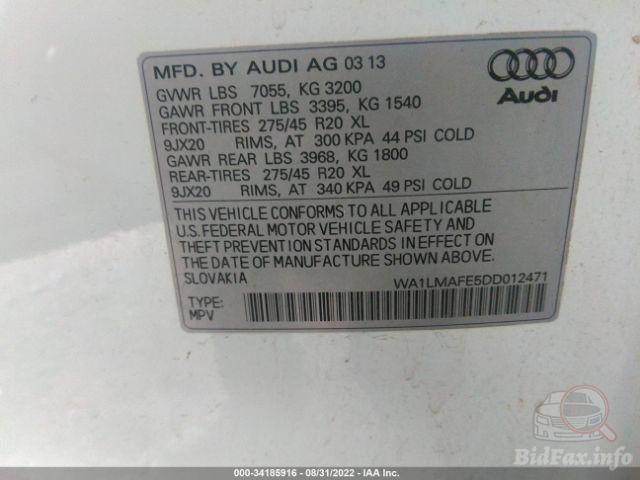 MFD. BY AUDI AG 03 13
GVWR LBS 7055, KG 3200
GAWR FRONT LBS 3395, KG 1540
FRONT-TIRES 275/45 R20 XL
9JX20 RIMS, AT 300 KPA 44 PSI COLD
GAWR REAR LBS 3968, KG 1800
REAR-TIRES 275/45 R20 XL
9JX20 RIMS, AT 340 KPA 49 PSI COLD
Audi
THIS VEHICLE CONFORMS TO ALL APPLICABLE
U.S. FEDERAL MOTOR VEHICLE SAFETY AND
THEFT PREVENTION STANDARDS IN EFFECT ON
THE DATE OF MANUFACTURE SHOWN ABOVE.
SLOVAKIA
WA1LMAFE5DD012471
TYPE:
MPV
BidFax.info
000-34185916 - 08/31/2022 - IAA Inc.